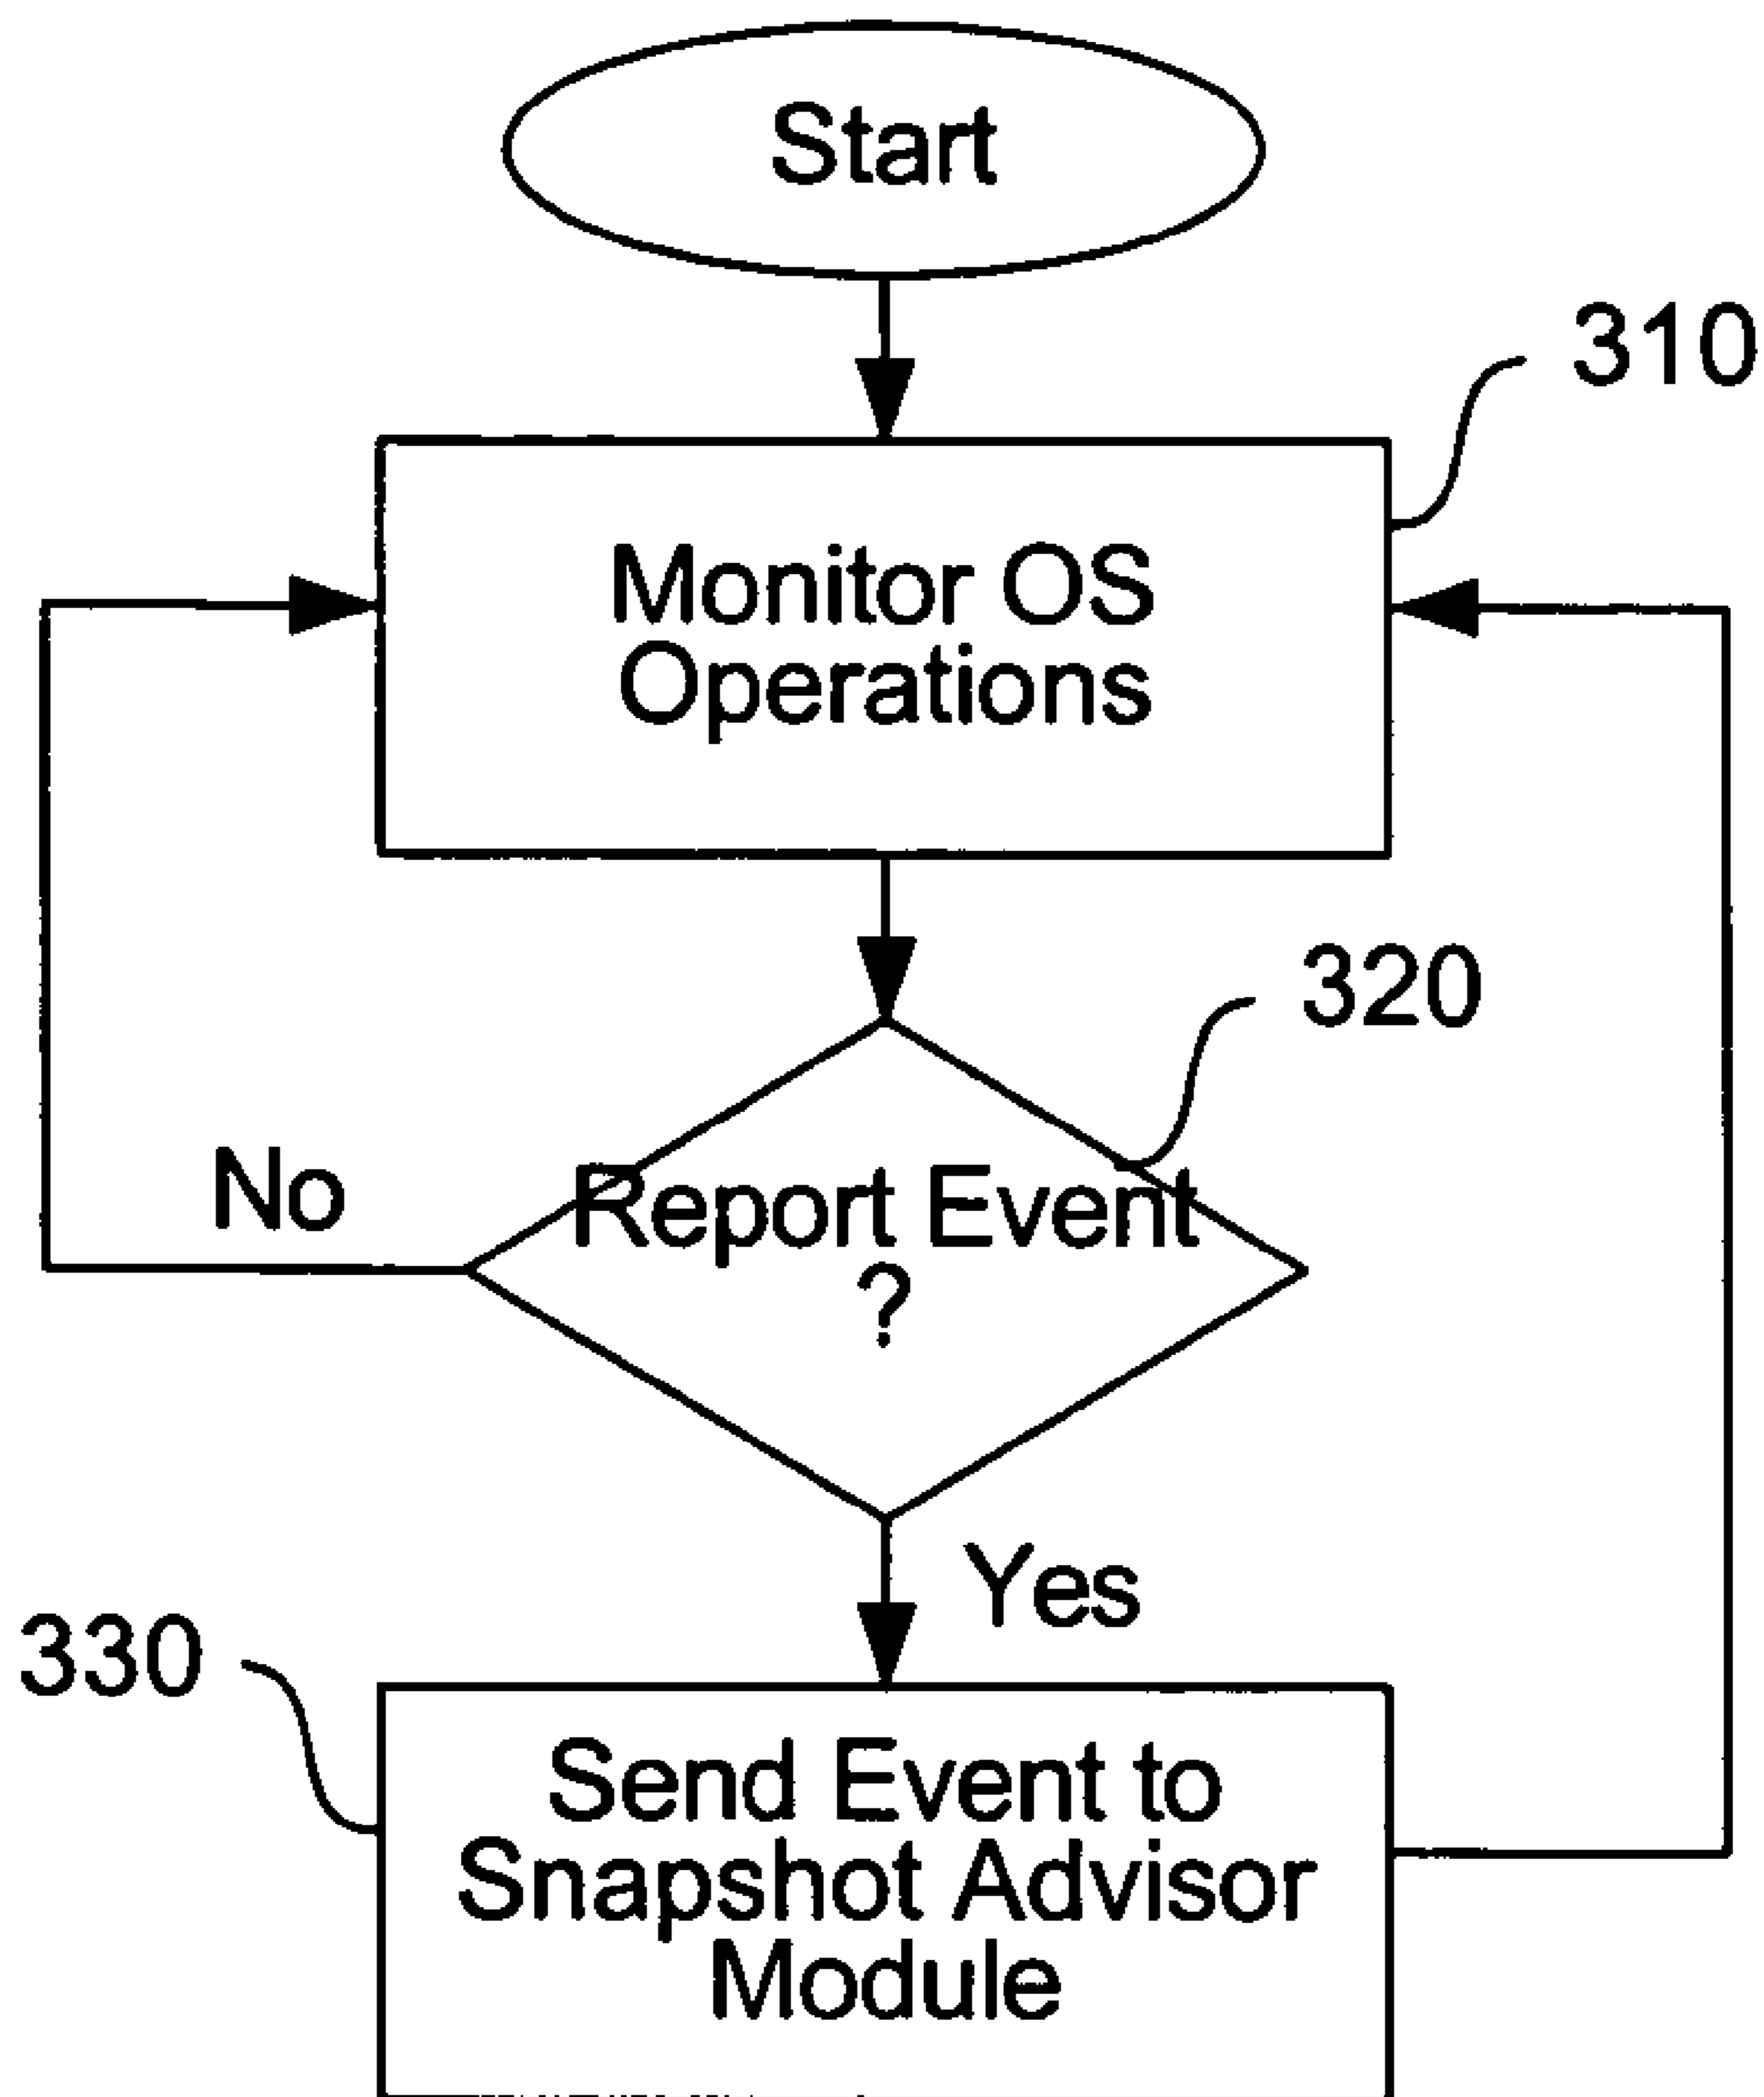 Start
310
Monitor OS
Operations
320
No
Report Event
?
Yes
330
Send Event to
Snapshot Advisor
Module